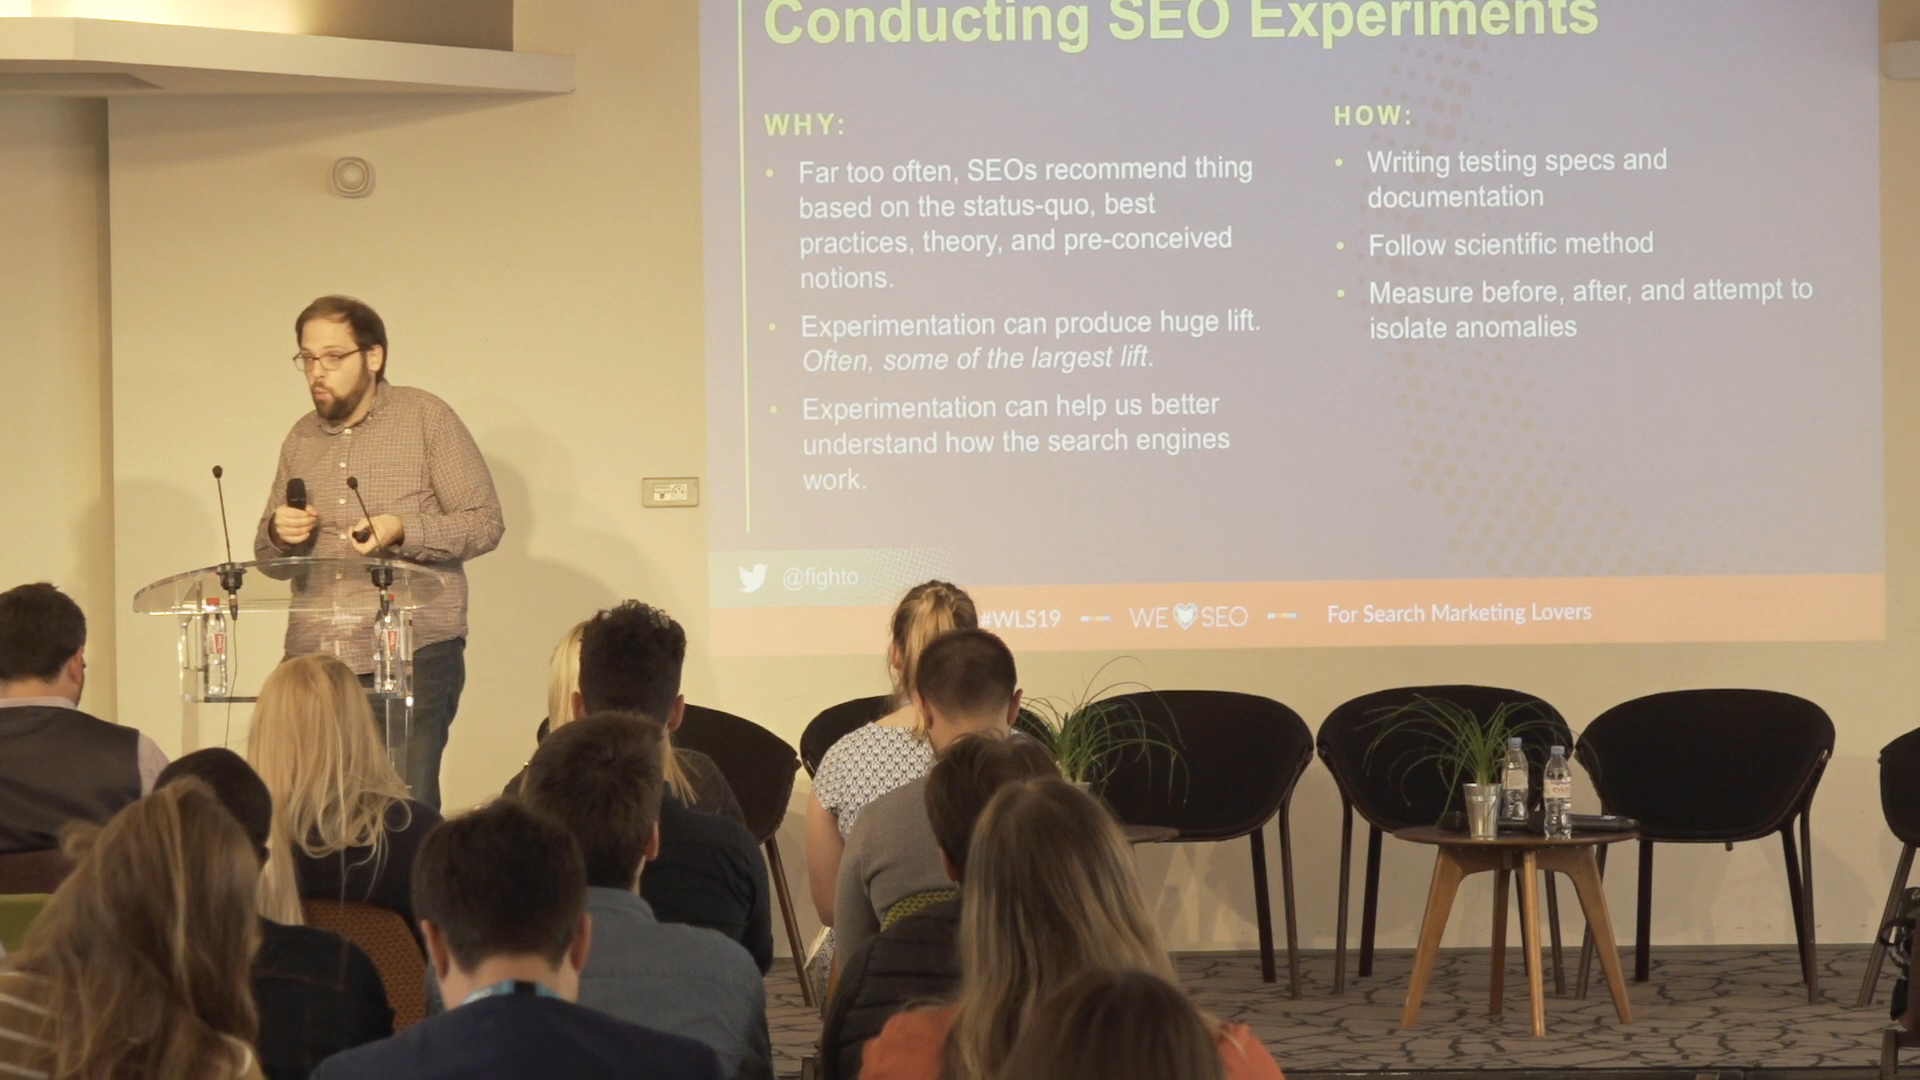 Conducting SEO Experiments
WHY:
• Far too often, SEOs recommend thing
based on the status-quo, best
practices, theory, and pre-conceived
notions.
• Experimentation can produce huge lift.
Often, some of the largest lift.
• Experimentation can help us better
understand how the search engines
work.
HOW:
• Writing testing specs and
documentation
• Follow scientific method
• Measure before, after, and attempt to
isolate anomalies
@fighto
#WLS19
WE SEO
For Search Marketing Lovers